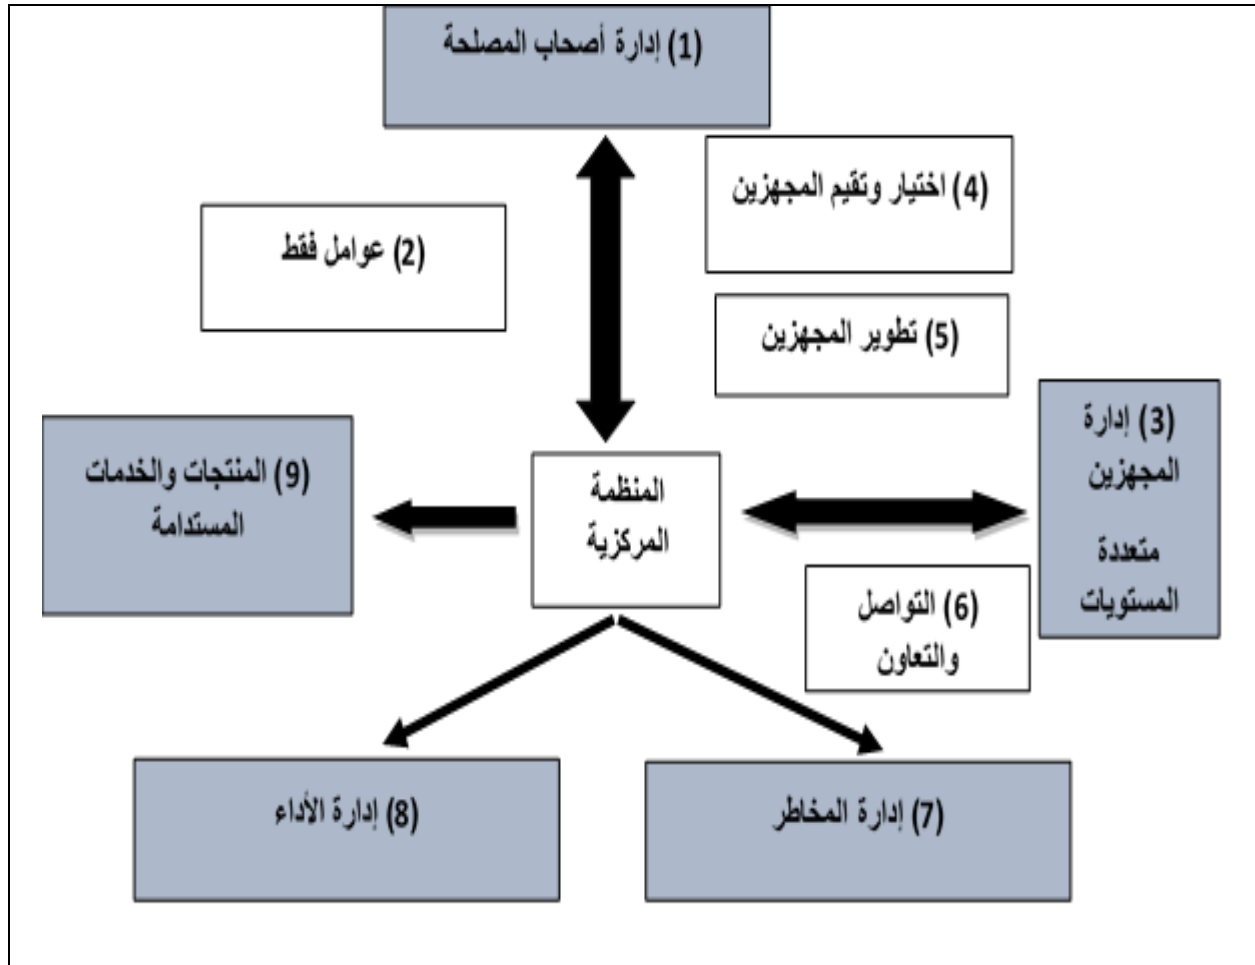 (1) إدارة أصحاب المصلحة
(4) اختيار وتقيم المجهزين
(2) عوامل فقط
(5) تطوير المجهزين
(3) إدارة
المجهزين
متعددة
المستويات
(9) المنتجات والخدمات
المستدامة
المنظمة
المركزية
(6) التواصل
والتعاون
(8) إدارة الأداء
(7) إدارة المخاطر